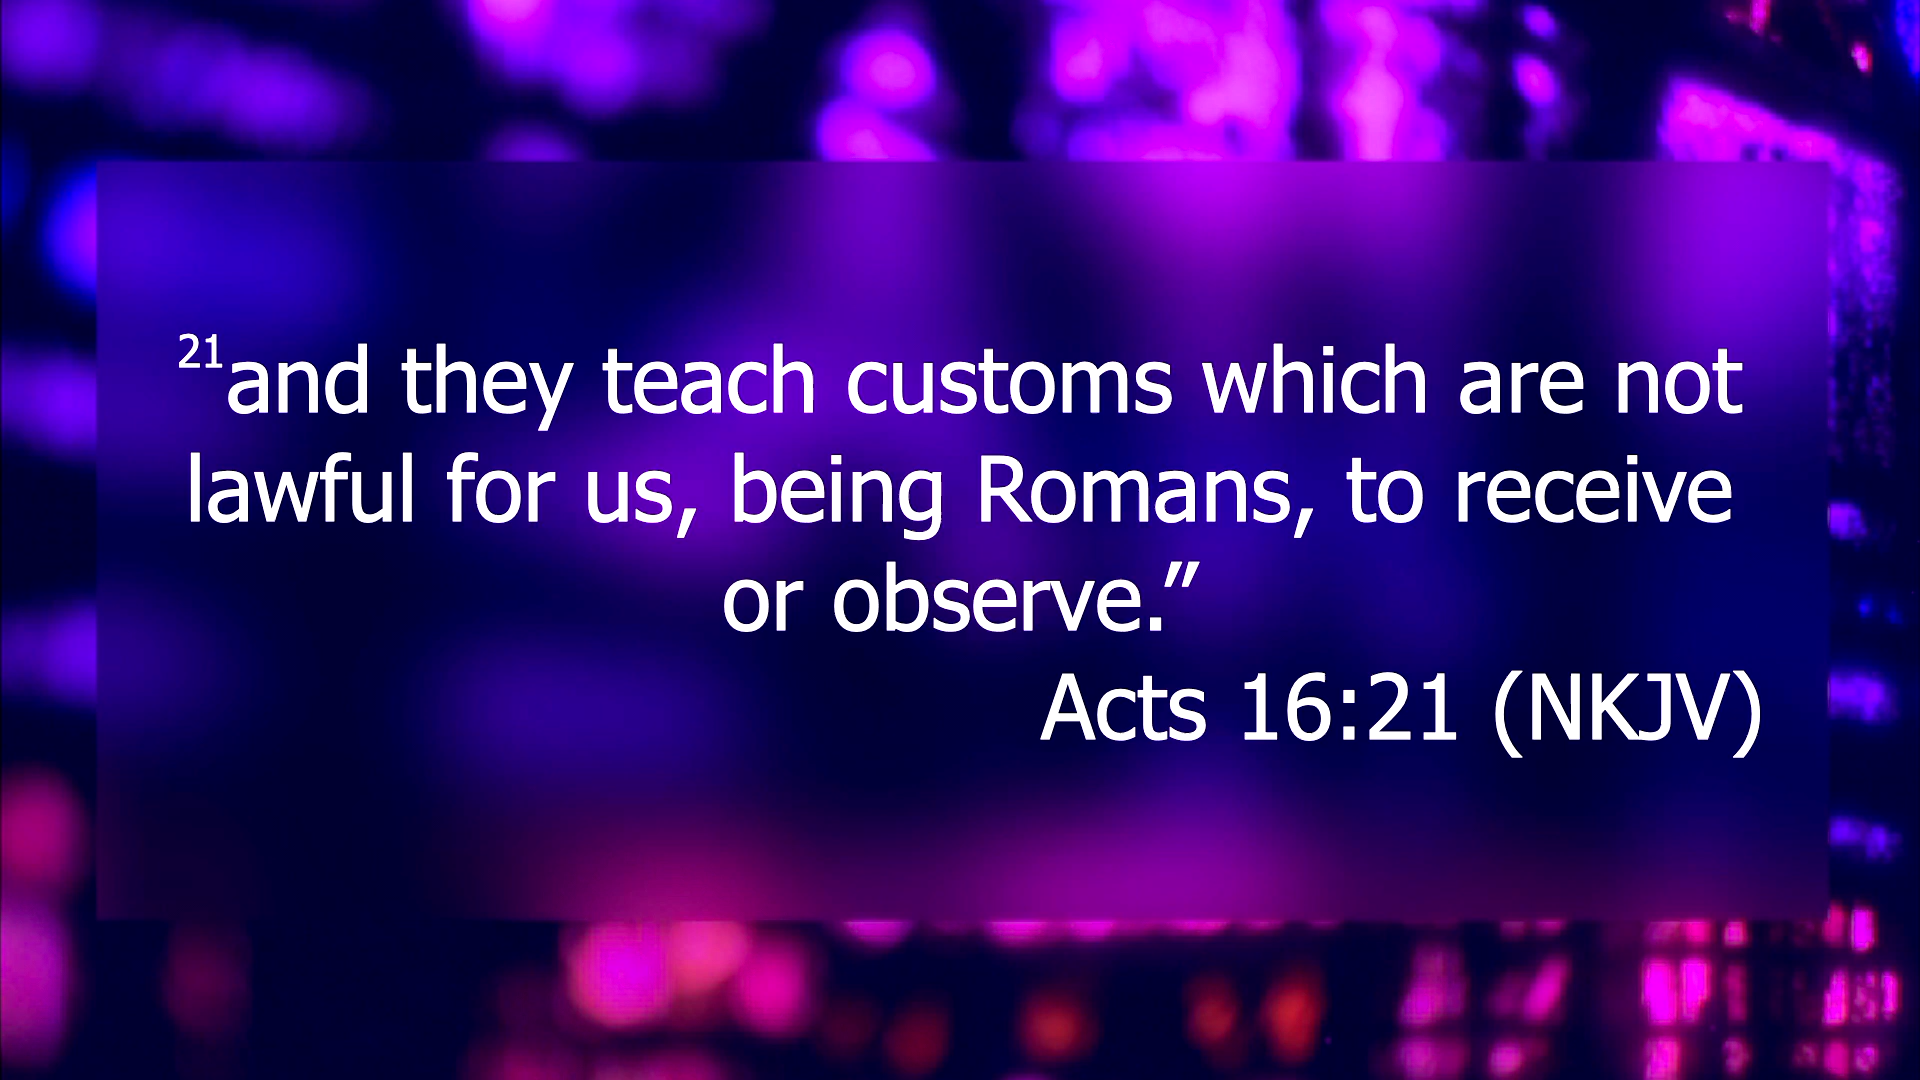 21and they teach customs which are not
lawful for us, being Romans, to receive
or observe.”
Acts 16:21 (NKJV)